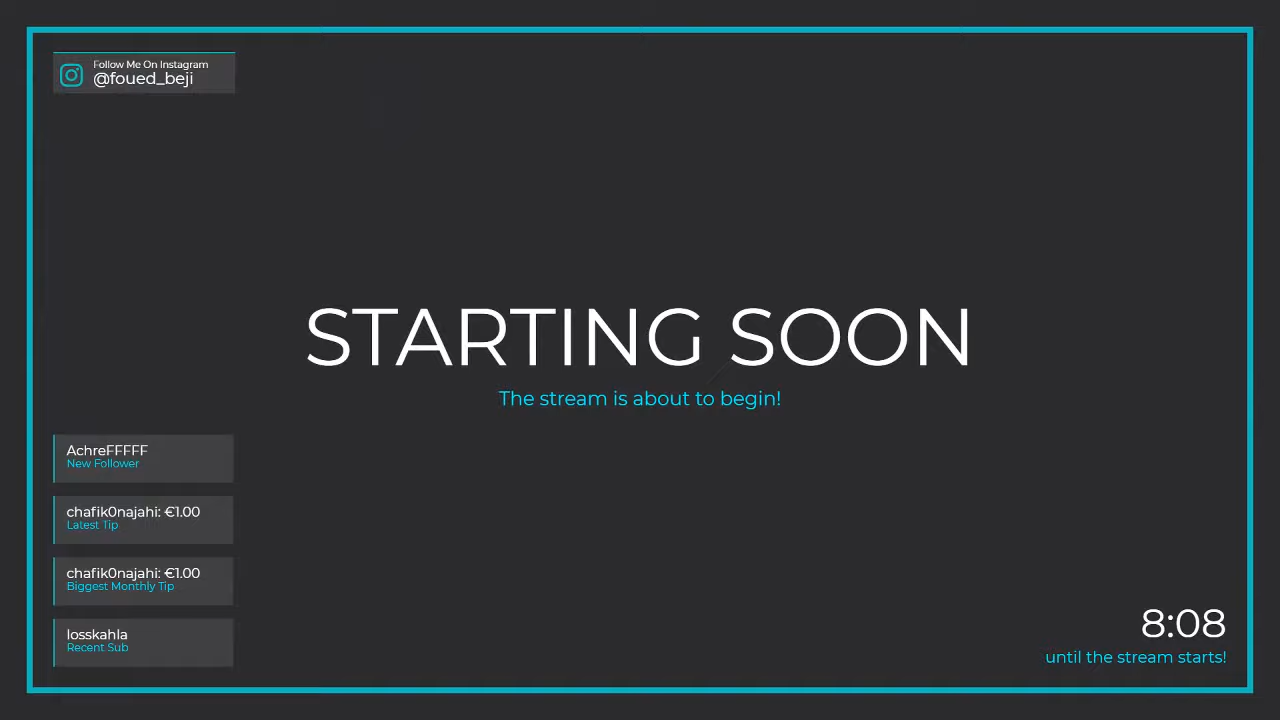 Follow Me On Instagram
@foued_beji
STARTING SOON
The stream is about to begin!
AchreFFFFF
New Follower
chafik0najahi: €1.00
Latest Tip
chafik0najahi: €1.00
Biggest Monthly Tip
losskahla
Recent Sub
8:08
until the stream starts!